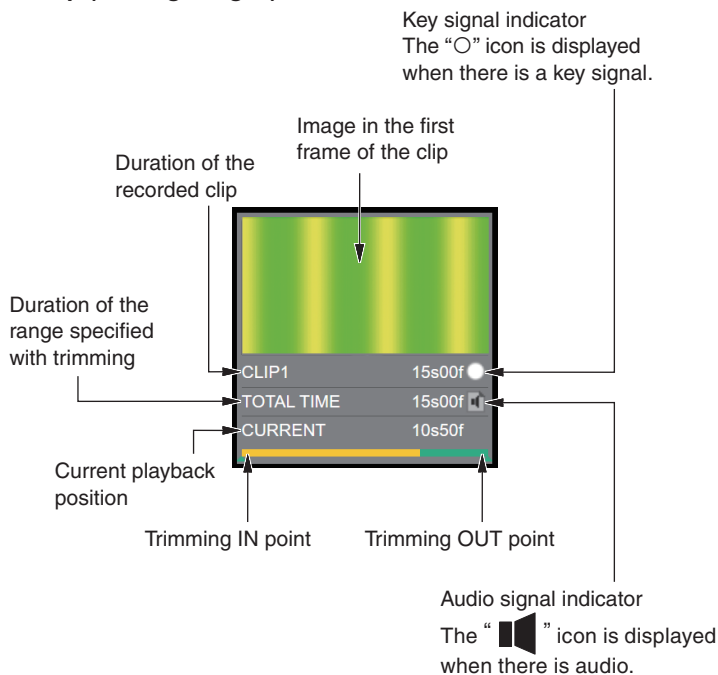 Key signal indicator
The “○” icon is displayed
when there is a key signal.
Image in the first
frame of the clip
Duration of the
recorded clip
Duration of the
range specified
with trimming
CLIP1 15s00f
TOTAL TIME 15s00f
CURRENT 10s50f
Current playback
position
Trimming IN point
Trimming OUT point
Audio signal indicator
The “ ” icon is displayed
when there is audio.